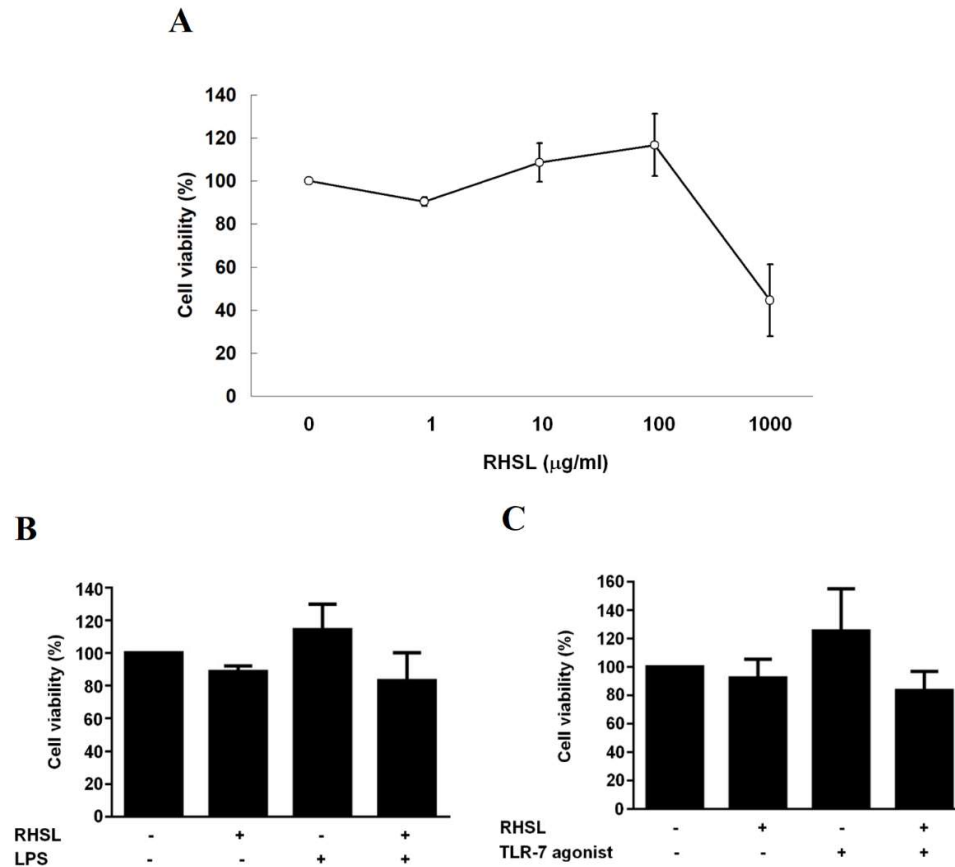 A
Cell viability (%)
140
120
100
80
60
40
20
0
0 1 10 100 1000
RHSL (μg/ml)
B
Cell viability (%)
140
120
100
80
60
40
20
0
RHSL - + - +
LPS - - + +
C
Cell viability (%)
160
140
120
100
80
60
40
20
0
RHSL - + - +
TLR-7 agonist - - + +